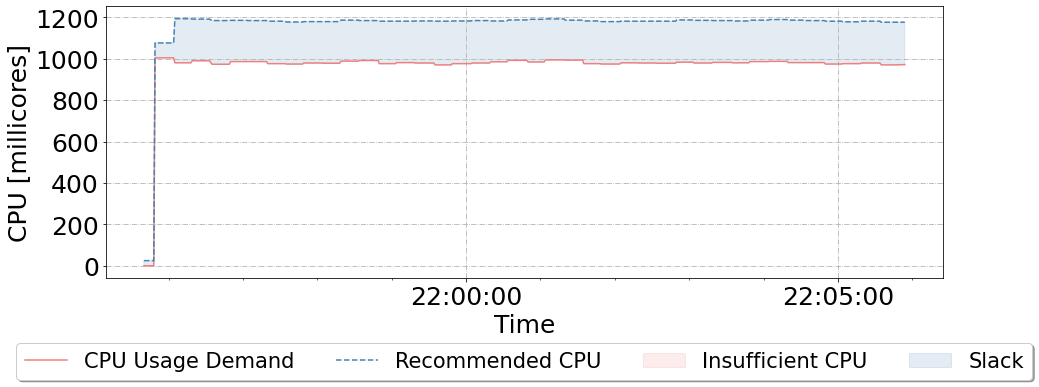 1200
1000
800
600
400
200
0
CPU [millicores]
22:00:00
22:05:00
Time
CPU Usage Demand
Recommended CPU
Insufficient CPU
Slack